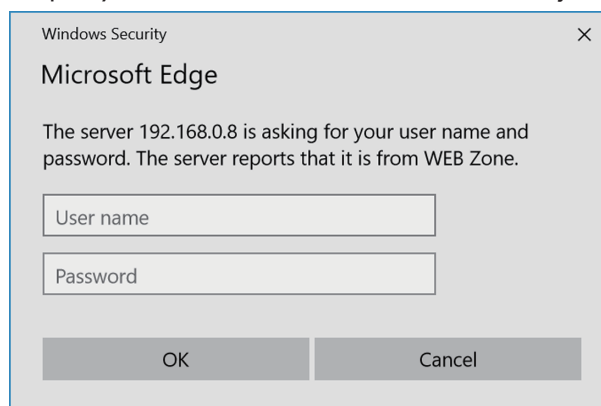 Windows Security
Microsoft Edge
The server 192.168.0.8 is asking for your user name and
password. The server reports that it is from WEB Zone.
User name
Password
OK
Cancel